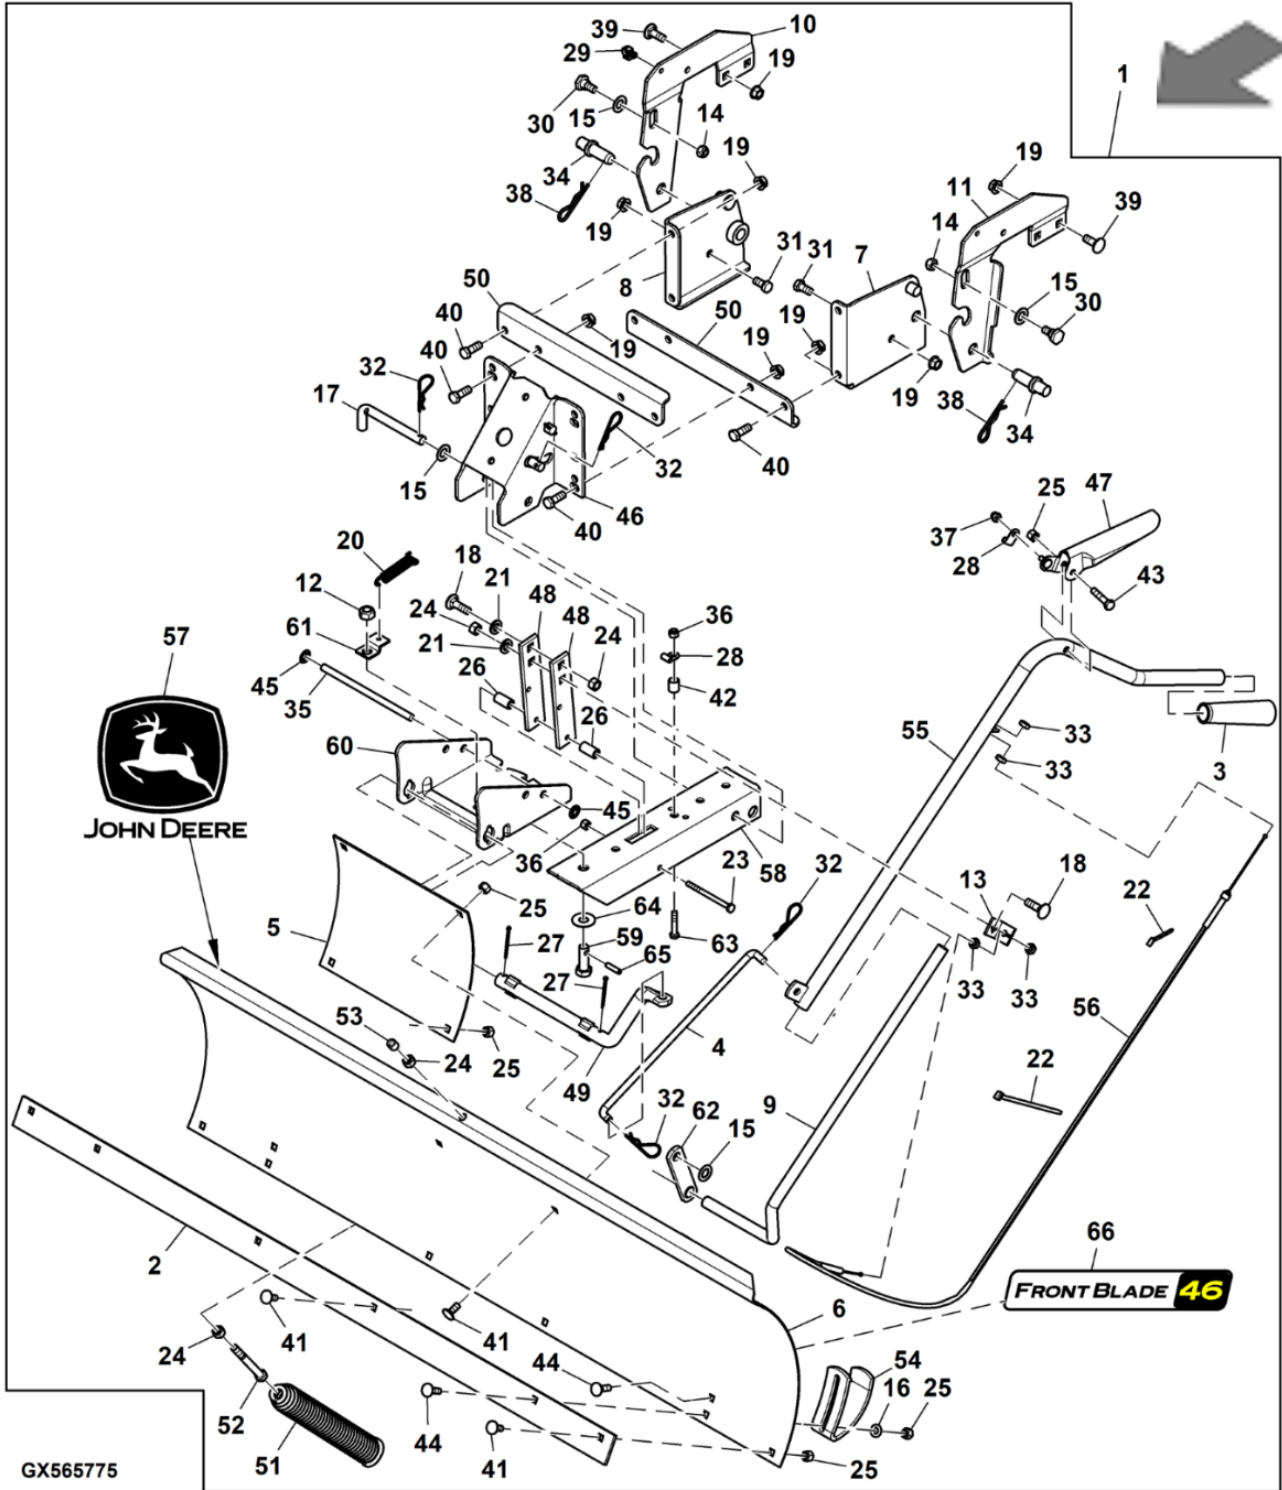 39 10
29 19 1
30 15 14
34 19 19
38 19 11 39
31 7 14
8 31 15
50 50 30
40 19 19
32 40 19
17 32 38 34
15 40 47
46 40 25
20 18 37
12 21 48 36 28 43
61 24 48 24
57 21 28
45 26 42
35 26 55 33
60 33 3
JOHN DEERE
45
36 58 13 18
5 25 64 23 32 22
27 59 65 63
27 33 33
53 4 56
24 25 49 9 22
32 62 15
2 66
FRONT BLADE 46
6
24 41 41 54
44 16 25
52 44
51 41 25
GX565775